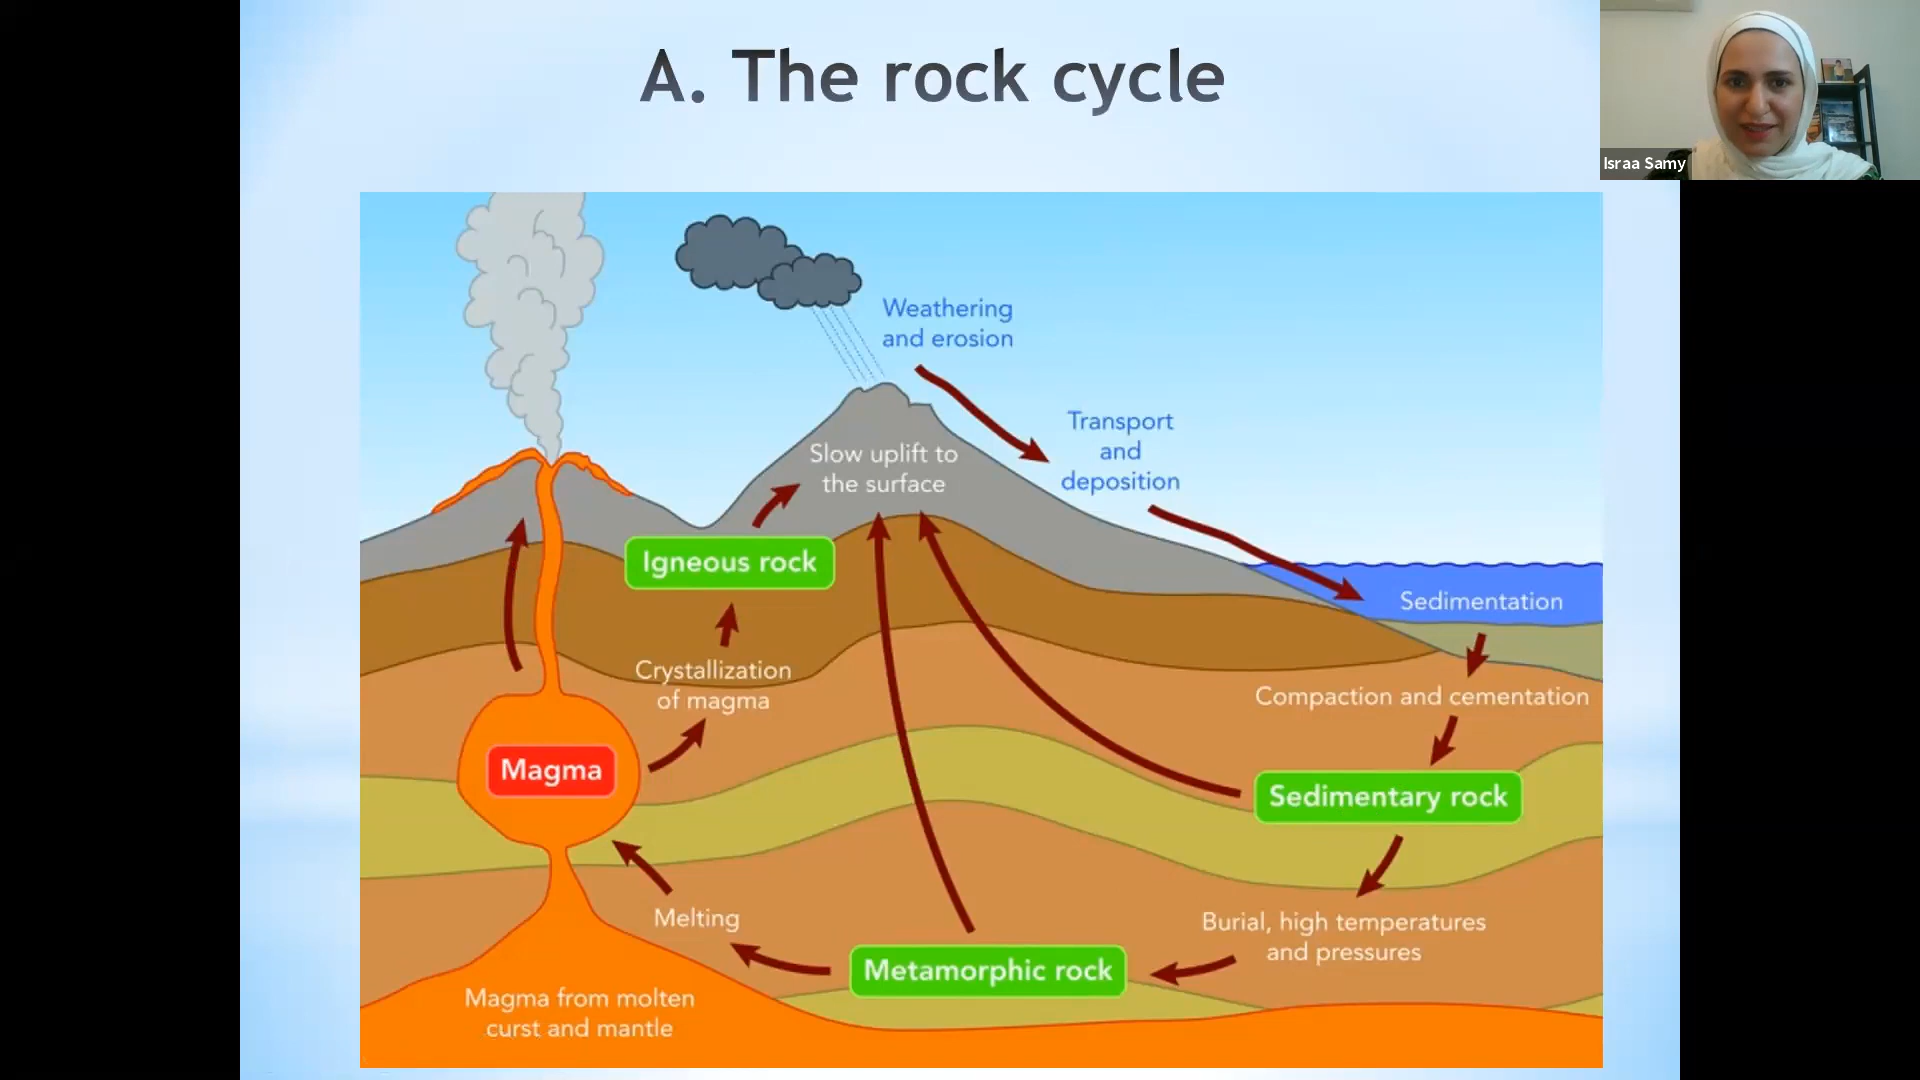 A. The rock cycle
Israa Samy
Weathering
and erosion
Transport
and
deposition
Slow uplift to
the surface
Igneous rock
Sedimentation
Crystallization
of magma
Compaction and cementation
Magma
Sedimentary rock
Melting
Burial, high temperatures
and pressures
Metamorphic rock
Magma from molten
curst and mantle